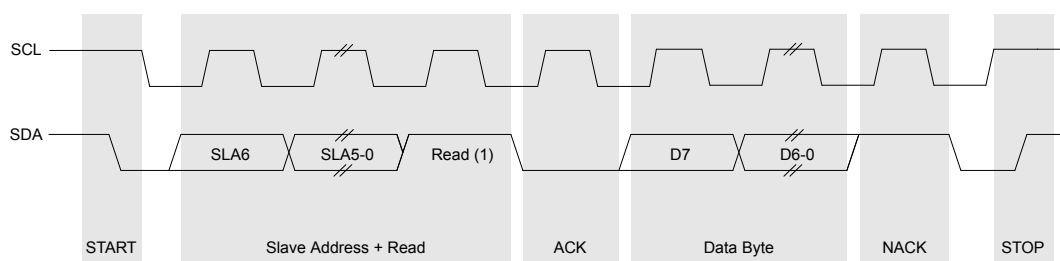 SCL
SDA
SLA6 SLA5-0 Read (1) D7 D6-0
START Slave Address + Read ACK Data Byte NACK STOP